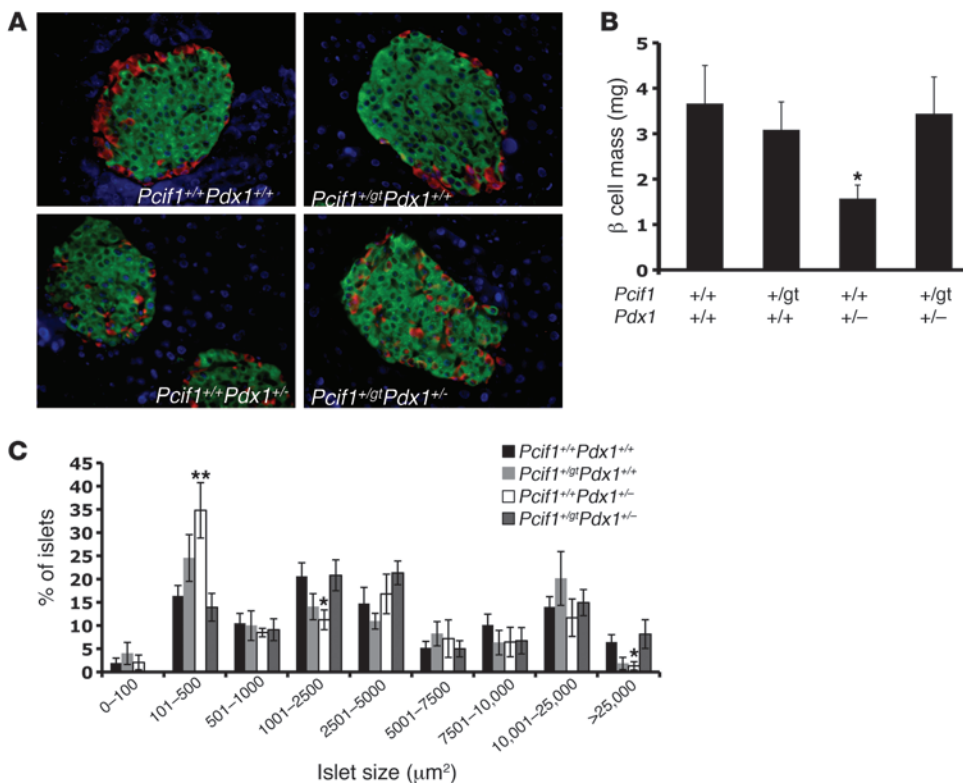 A
Pcif1+/+Pdx1+/+
Pcif1+/gtPdx1+/+
Pcif1+/+Pdx1+/-
Pcif1+/gtPdx1+/-
B
β cell mass (mg)
5
4
3
2
1
0
*
Pcif1 +/+ +/gt +/+ +/gt
Pdx1 +/+ +/+ +/– +/–
C
Pcif1+/+Pdx1+/+
Pcif1+/gtPdx1+/+
Pcif1+/+Pdx1+/–
Pcif1+/gtPdx1+/–
% of islets
45
40
35
30
25
20
15
10
5
0
**
*
*
0–100
101–500
501–1000
1001–2500
2501–5000
5001–7500
7501–10,000
10,001–25,000
>25,000
Islet size (μm²)